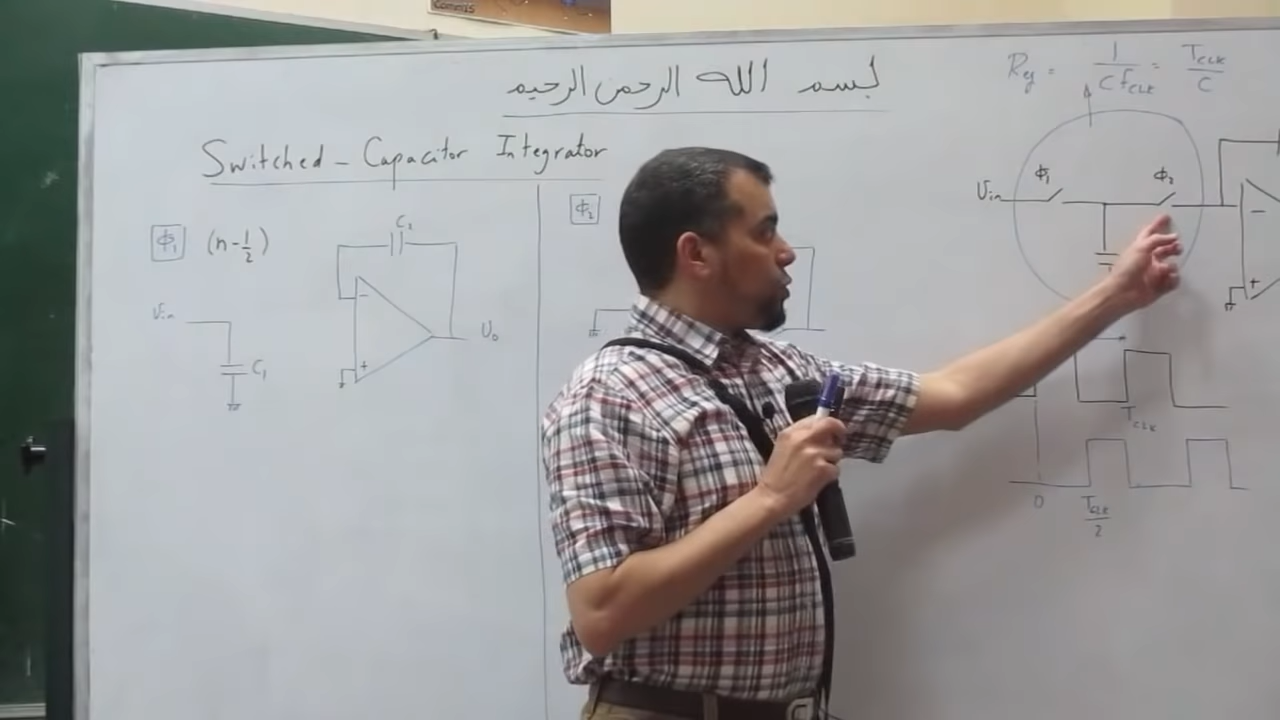 Commis
بسم الله الرحمن الرحيم
Switched - Capacitor Integrator
Φ₁ (n-1/2)
C₂
Vin
C₁
-
+
Vo
Φ₂
Req = 1/(C fCLK) = TCLK/C
Vin
Φ₁
Φ₂
-
+
TCLK
0
TCLK/2